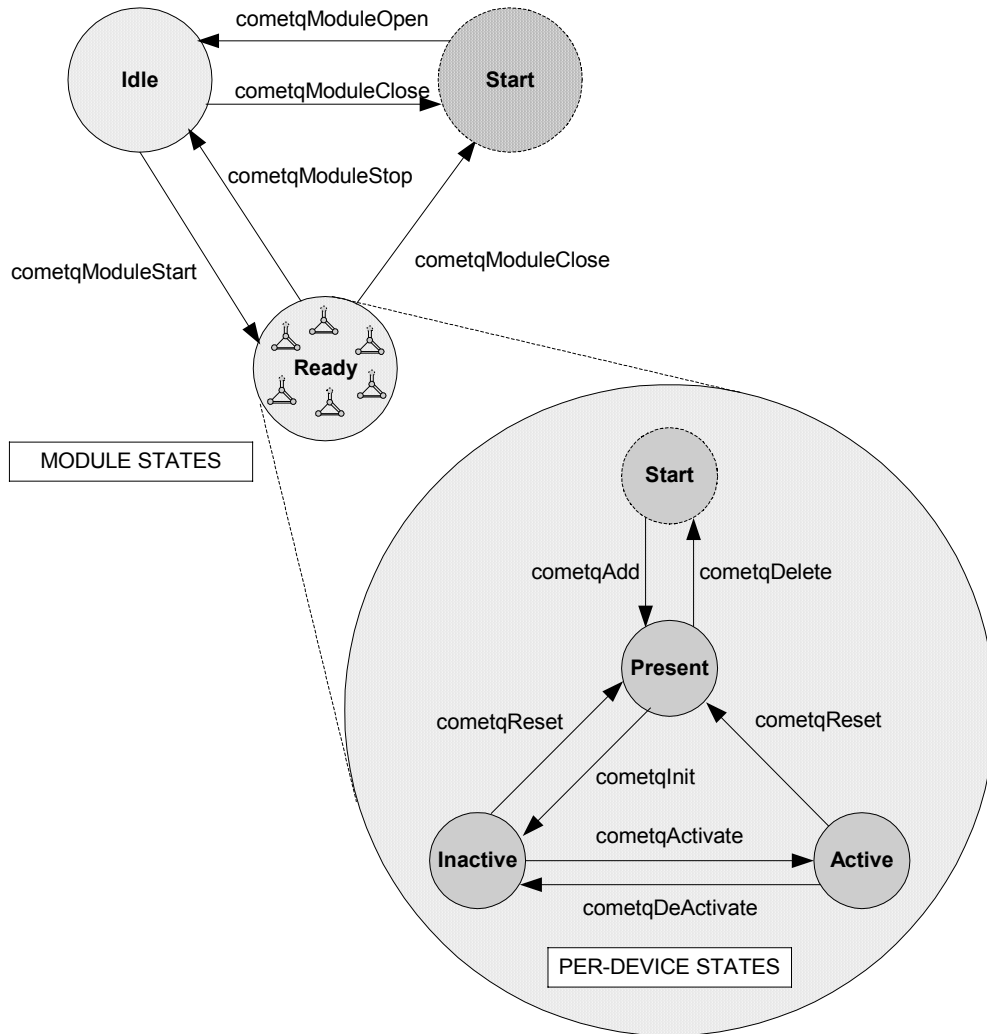 cometqModuleOpen
Idle
Start
cometqModuleClose
cometqModuleStop
cometqModuleStart
cometqModuleClose
Ready
MODULE STATES
Start
cometqAdd
cometqDelete
Present
cometqReset
cometqReset
cometqInit
Inactive
cometqActivate
Active
cometqDeActivate
PER-DEVICE STATES